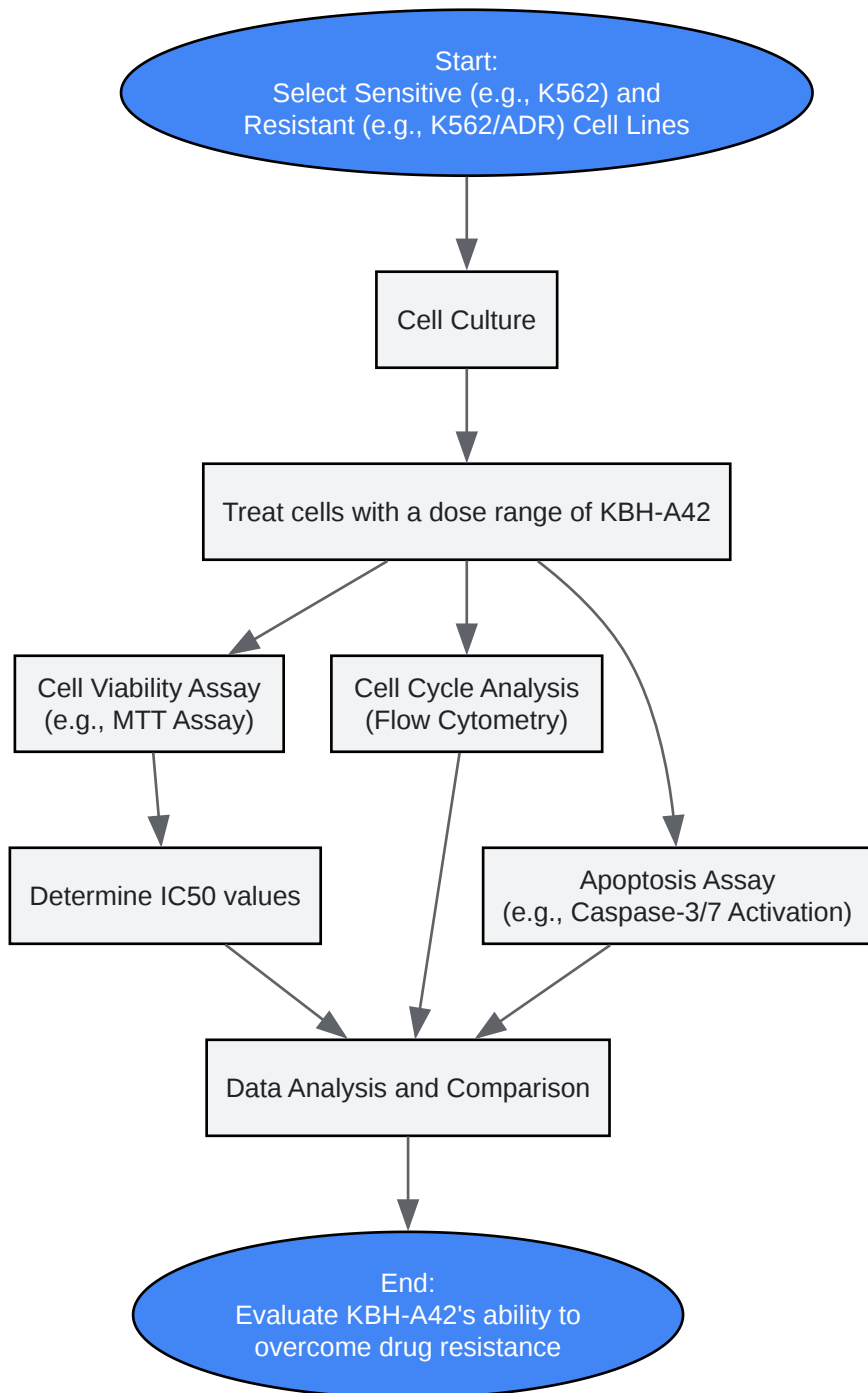 Start:
Select Sensitive (e.g., K562) and
Resistant (e.g., K562/ADR) Cell Lines
Cell Culture
Treat cells with a dose range of KBH-A42
Cell Viability Assay
(e.g., MTT Assay)
Cell Cycle Analysis
(Flow Cytometry)
Determine IC50 values
Apoptosis Assay
(e.g., Caspase-3/7 Activation)
Data Analysis and Comparison
End:
Evaluate KBH-A42's ability to
overcome drug resistance